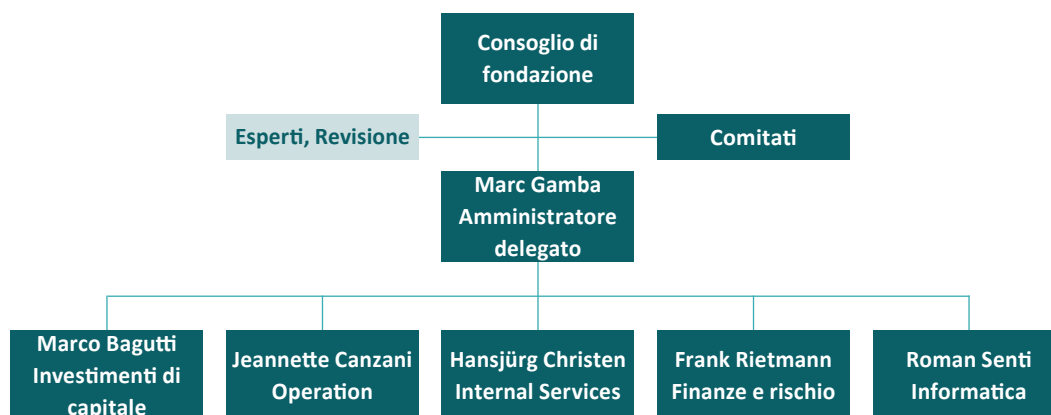 Consoglio di
fondazione
Esperti, Revisione
Comitati
Marc Gamba
Amministratore
delegato
Marco Bagutti
Investimenti di
capitale
Jeannette Canzani
Operation
Hansjürg Christen
Internal Services
Frank Rietmann
Finanze e rischio
Roman Senti
Informatica